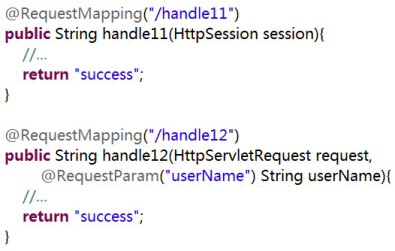 @RequestMapping("/handle11")
public String handle11(HttpSession session){
//...
return "success";
}
@RequestMapping("/handle12")
public String handle12(HttpServletRequest request,
@RequestParam("userName") String userName){
//...
return "success";
}